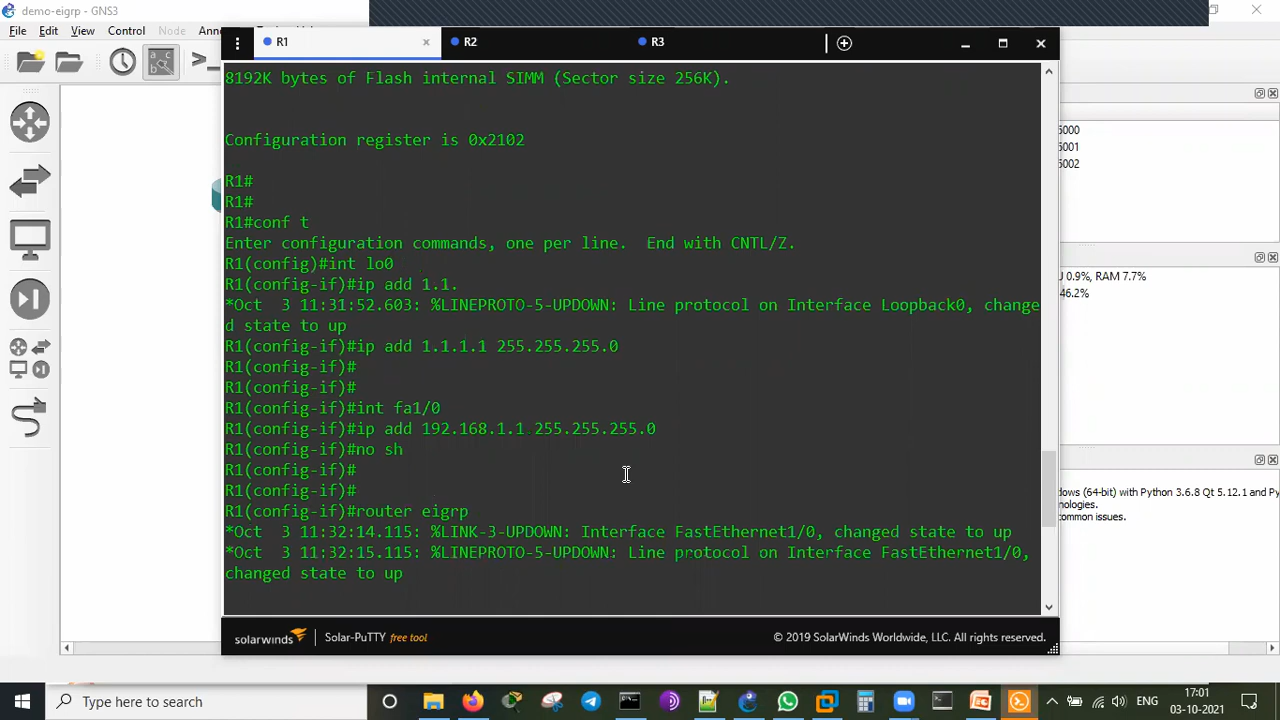 demo-eigrp - GNS3
File Edit View Control Node Anno
R1 × R2 R3
8192K bytes of Flash internal SIMM (Sector size 256K).
Configuration register is 0x2102
R1#
R1#
R1#conf t
Enter configuration commands, one per line.  End with CNTL/Z.
R1(config)#int lo0
R1(config-if)#ip add 1.1.
*Oct  3 11:31:52.603: %LINEPROTO-5-UPDOWN: Line protocol on Interface Loopback0, change
d state to up
R1(config-if)#ip add 1.1.1.1 255.255.255.0
R1(config-if)#
R1(config-if)#
R1(config-if)#int fa1/0
R1(config-if)#ip add 192.168.1.1 255.255.255.0
R1(config-if)#no sh
R1(config-if)#
R1(config-if)#
R1(config-if)#router eigrp
*Oct  3 11:32:14.115: %LINK-3-UPDOWN: Interface FastEthernet1/0, changed state to up
*Oct  3 11:32:15.115: %LINEPROTO-5-UPDOWN: Line protocol on Interface FastEthernet1/0,
changed state to up
solarwinds Solar-PuTTY free tool © 2019 SolarWinds Worldwide, LLC. All rights reserved.
5000
6001
6002
U 0.9%, RAM 7.7%
46.2%
dows (64-bit) with Python 3.6.8 Qt 5.12.1 and Py
nologies.
common issues.
Type here to search
ENG
17:01
03-10-2021